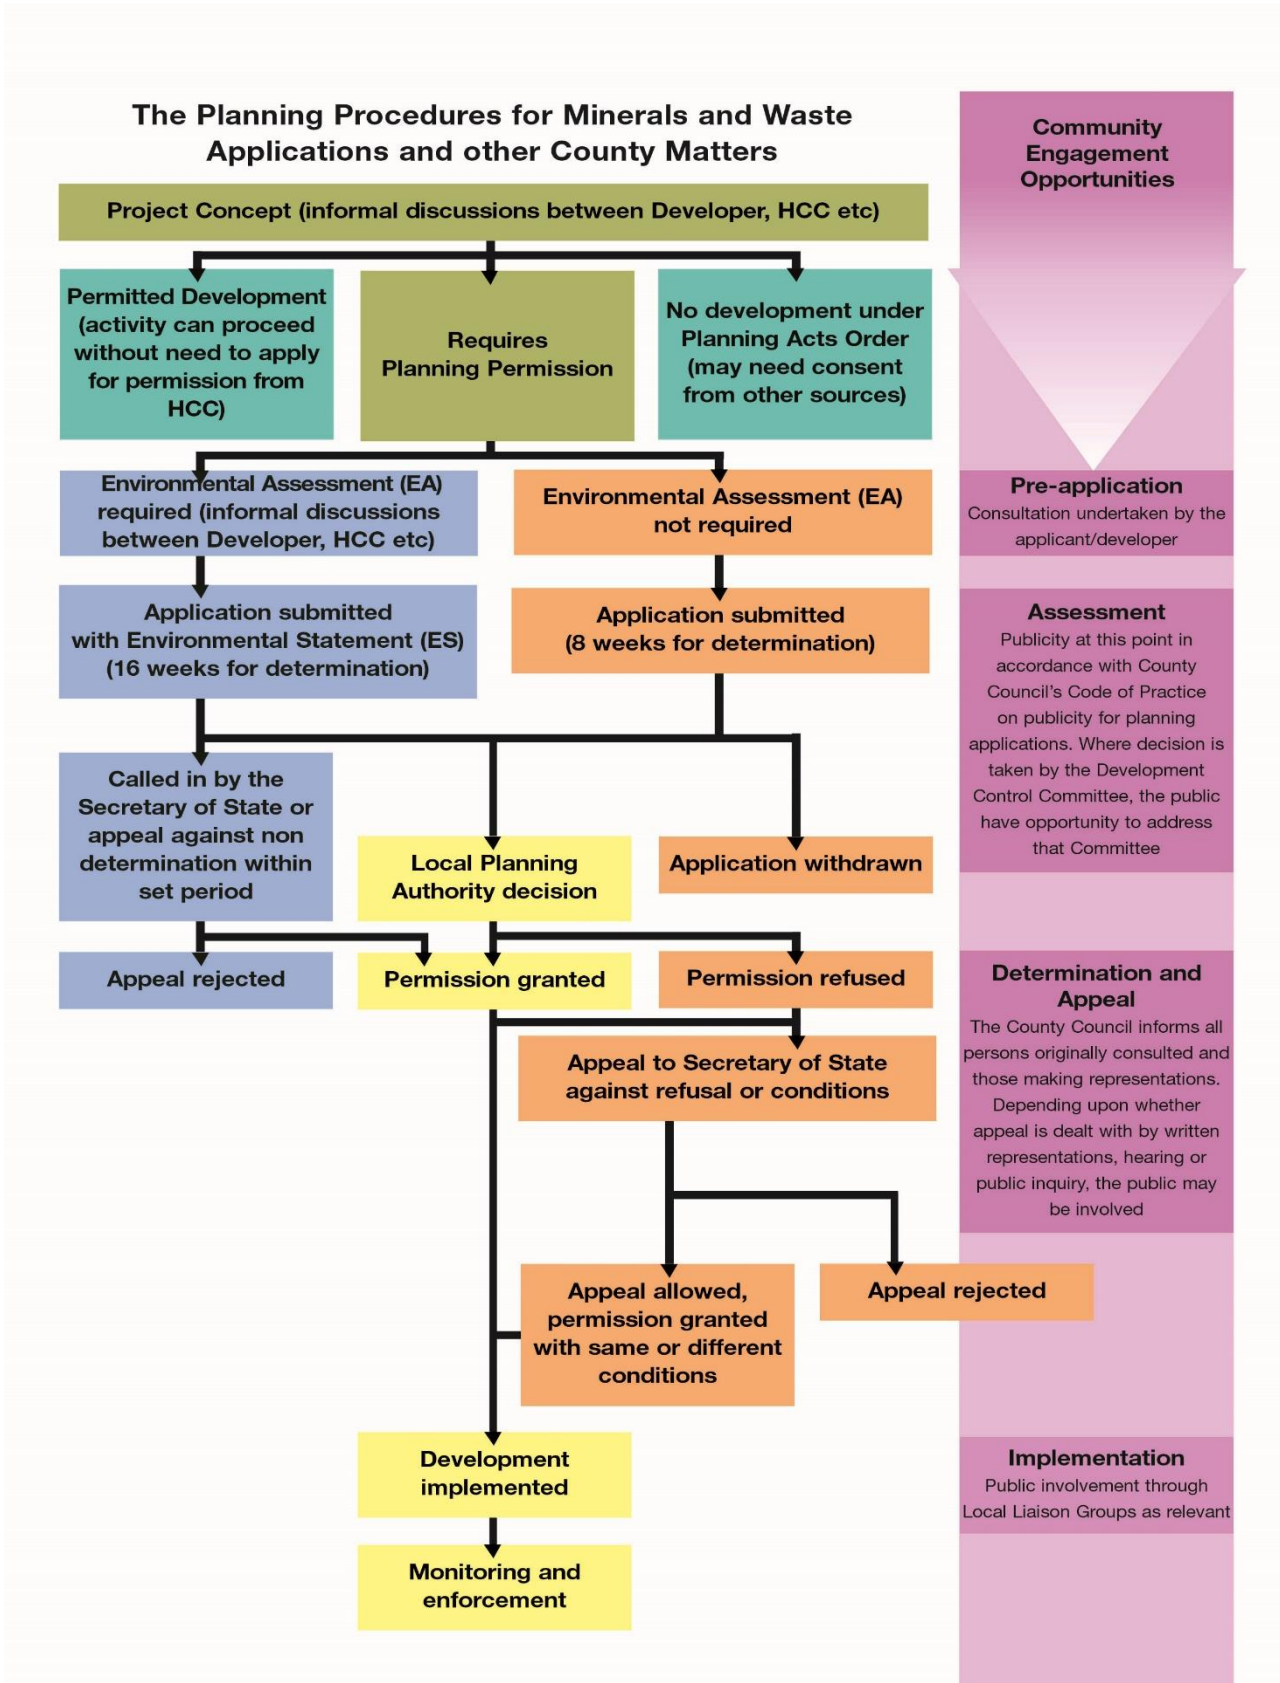 The Planning Procedures for Minerals and Waste
Applications and other County Matters
Project Concept (informal discussions between Developer, HCC etc)
Permitted Development
(activity can proceed
without need to apply
for permission from
HCC)
Requires
Planning Permission
No development under
Planning Acts Order
(may need consent
from other sources)
Environmental Assessment (EA)
required (informal discussions
between Developer, HCC etc)
Environmental Assessment (EA)
not required
Application submitted
with Environmental Statement (ES)
(16 weeks for determination)
Application submitted
(8 weeks for determination)
Called in by the
Secretary of State or
appeal against non
determination within
set period
Local Planning
Authority decision
Application withdrawn
Appeal rejected
Permission granted
Permission refused
Appeal to Secretary of State
against refusal or conditions
Appeal allowed,
permission granted
with same or different
conditions
Appeal rejected
Development
implemented
Monitoring and
enforcement
Community
Engagement
Opportunities
Pre-application
Consultation undertaken by the
applicant/developer
Assessment
Publicity at this point in
accordance with County
Council's Code of Practice
on publicity for planning
applications. Where decision is
taken by the Development
Control Committee, the public
have opportunity to address
that Committee
Determination and
Appeal
The County Council informs all
persons originally consulted and
those making representations.
Depending upon whether
appeal is dealt with by written
representations, hearing or
public inquiry, the public may
be involved
Implementation
Public involvement through
Local Liaison Groups as relevant